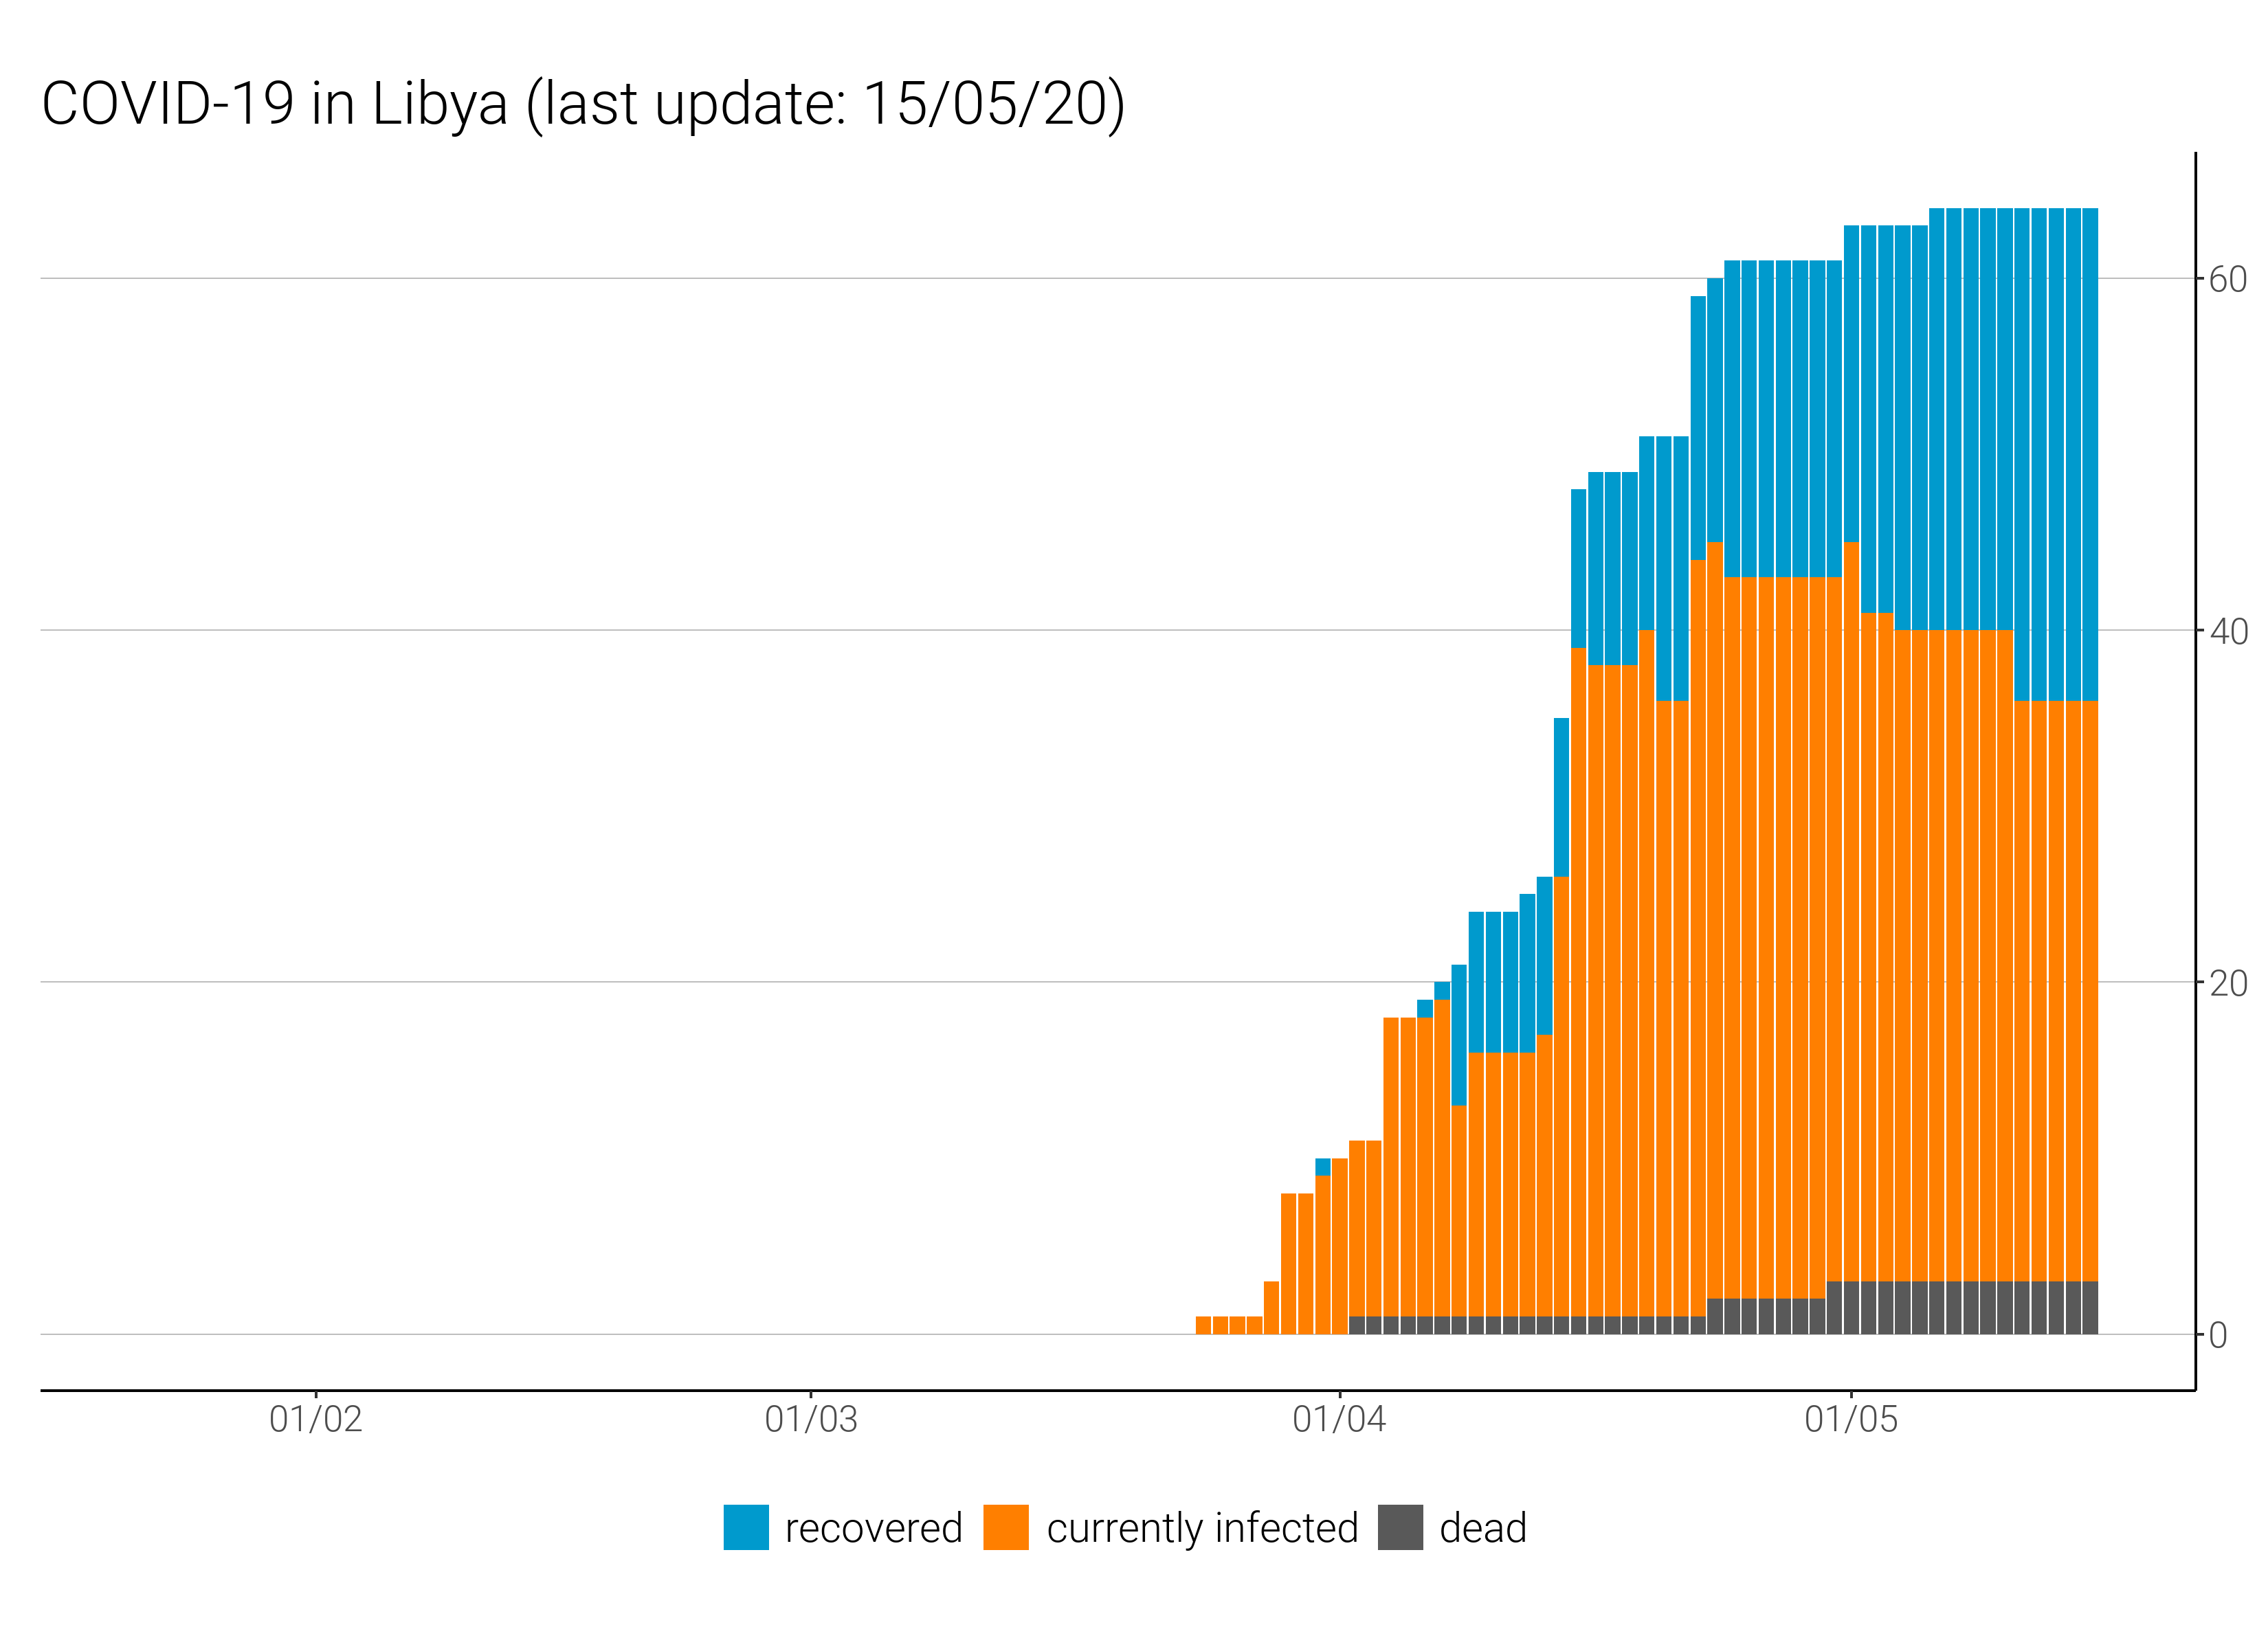 COVID-19 in Libya (last update: 15/05/20)
60
40
20
0
01/02 01/03 01/04 01/05
recovered currently infected dead